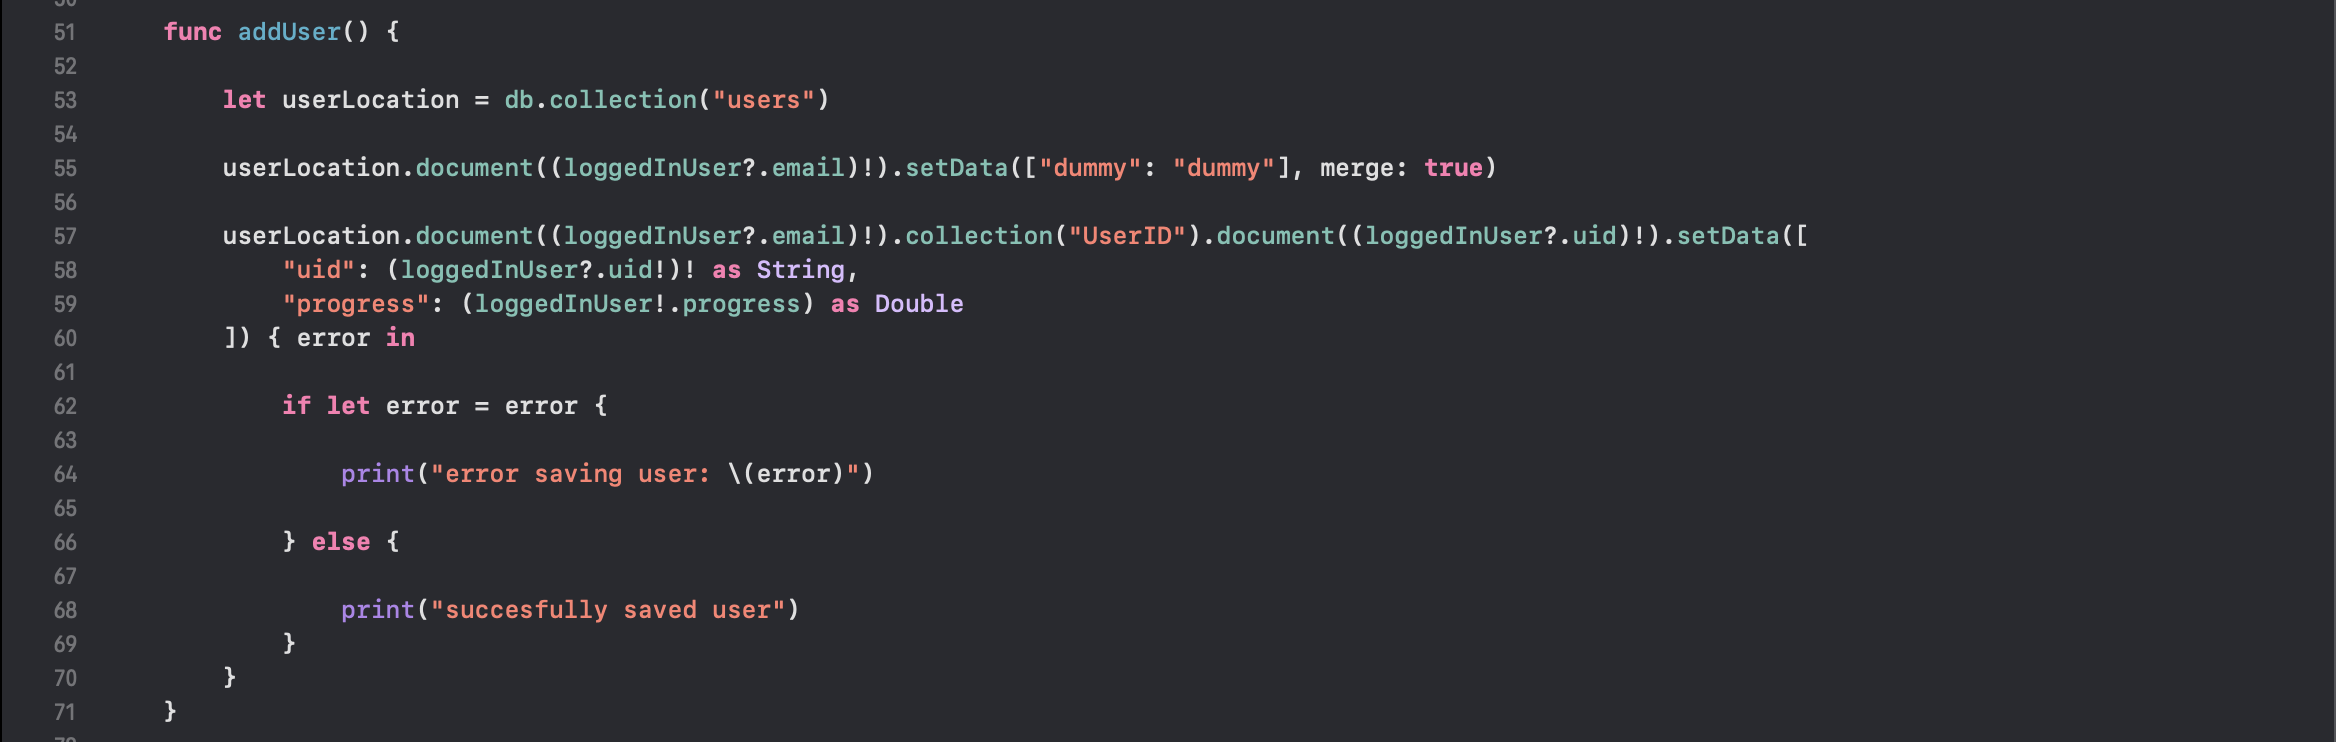 51 func addUser() {
52
53 let userLocation = db.collection("users")
54
55 userLocation.document((loggedInUser?.email)!).setData(["dummy": "dummy"], merge: true)
56
57 userLocation.document((loggedInUser?.email)!).collection("UserID").document((loggedInUser?.uid)!).setData([
58 "uid": (loggedInUser?.uid!)! as String,
59 "progress": (loggedInUser!.progress) as Double
60 ]) { error in
61
62 if let error = error {
63
64 print("error saving user: \(error)")
65
66 } else {
67
68 print("succesfully saved user")
69 }
70 }
71 }